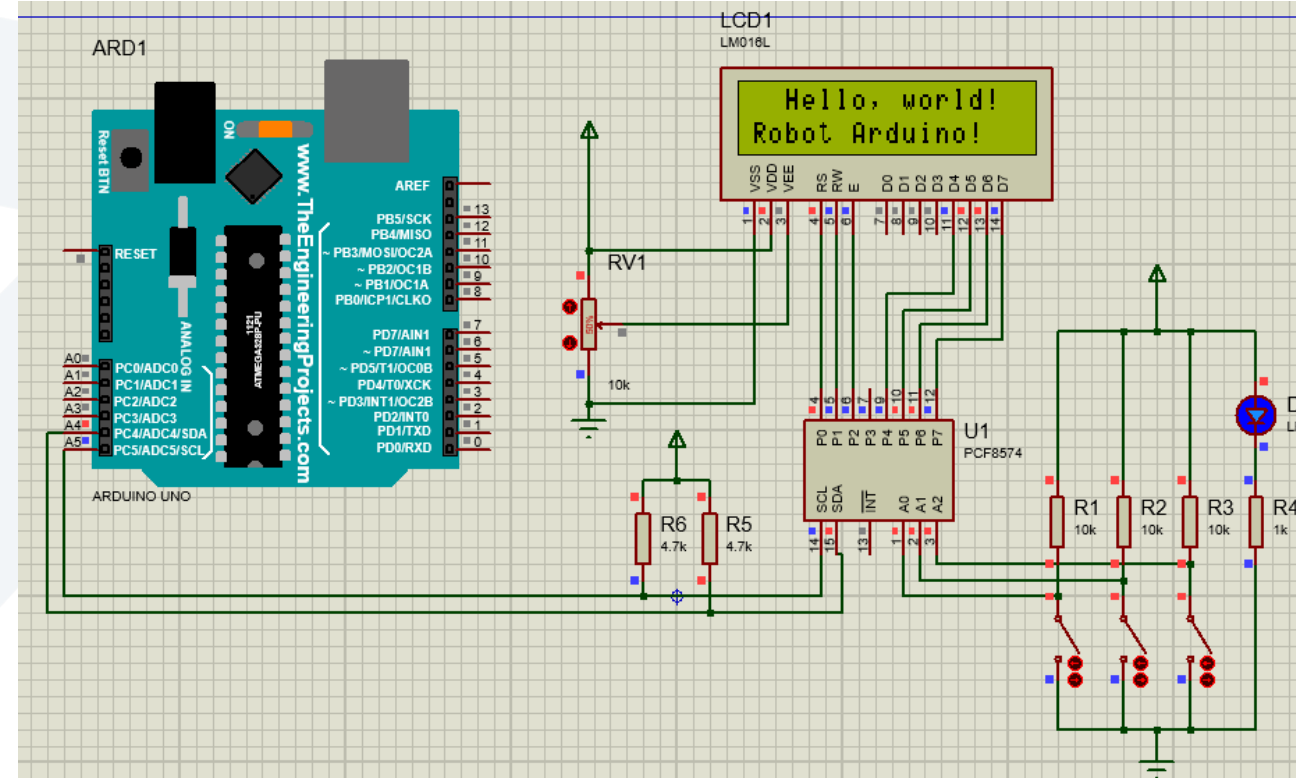 ARD1
Reset BTN
ON
www.TheEngineeringProjects.com
RESET
ANALOG IN
1121
ATMEGA328P-PU
AREF
PB5/SCK 13
PB4/MISO 12
~ PB3/MOSI/OC2A 11
~ PB2/OC1B 10
~ PB1/OC1A 9
PB0/ICP1/CLKO 8
PD7/AIN1 7
~ PD7/AIN1 6
~ PD5/T1/OC0B 5
PD4/T0/XCK 4
~ PD3/INT1/OC2B 3
PD2/INT0 2
PD1/TXD 1
PD0/RXD 0
A0 PC0/ADC0
A1 PC1/ADC1
A2 PC2/ADC2
A3 PC3/ADC3
A4 PC4/ADC4/SDA
A5 PC5/ADC5/SCL
ARDUINO UNO
LCD1
LM016L
Hello, world!
Robot Arduino!
VSS VDD VEE RS RW E D0 D1 D2 D3 D4 D5 D6 D7
1 2 3 4 5 6 7 8 9 10 11 12 13 14
RV1
50%
10k
4 5 6 7 9 10 11 12
P0 P1 P2 P3 P4 P5 P6 P7
U1
PCF8574
SCL SDA INT A0 A1 A2
14 15 13 1 2 3
R6
4.7k
R5
4.7k
R1
10k
R2
10k
R3
10k
R4
1k